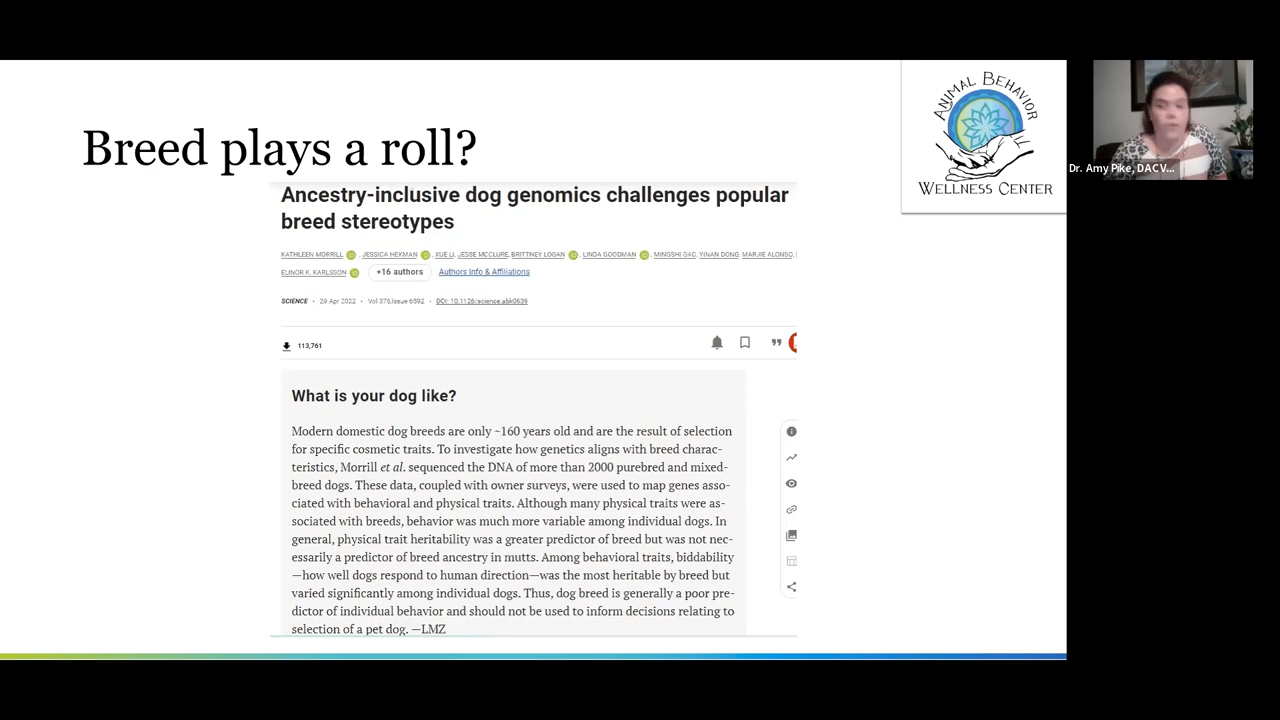 Breed plays a roll?
ANIMAL BEHAVIOR
WELLNESS CENTER
Dr. Amy Pike, DACV...
Ancestry-inclusive dog genomics challenges popular
breed stereotypes
KATHLEEN MORRILL, JESSICA HEKMAN, XUE LI, JESSE MCCLURE, BRITTNEY LOGAN, LINDA GOODMAN, MINGSHI GAO, YINAN DONG, MARJIE ALONSO,
ELINOR K. KARLSSON +16 authors Authors Info & Affiliations
SCIENCE • 29 Apr 2022 • Vol 376, Issue 6592 • DOI: 10.1126/science.abk0639
113,761
What is your dog like?
Modern domestic dog breeds are only ~160 years old and are the result of selection
for specific cosmetic traits. To investigate how genetics aligns with breed charac-
teristics, Morrill et al. sequenced the DNA of more than 2000 purebred and mixed-
breed dogs. These data, coupled with owner surveys, were used to map genes asso-
ciated with behavioral and physical traits. Although many physical traits were as-
sociated with breeds, behavior was much more variable among individual dogs. In
general, physical trait heritability was a greater predictor of breed but was not nec-
essarily a predictor of breed ancestry in mutts. Among behavioral traits, biddability
—how well dogs respond to human direction—was the most heritable by breed but
varied significantly among individual dogs. Thus, dog breed is generally a poor pre-
dictor of individual behavior and should not be used to inform decisions relating to
selection of a pet dog. —LMZ